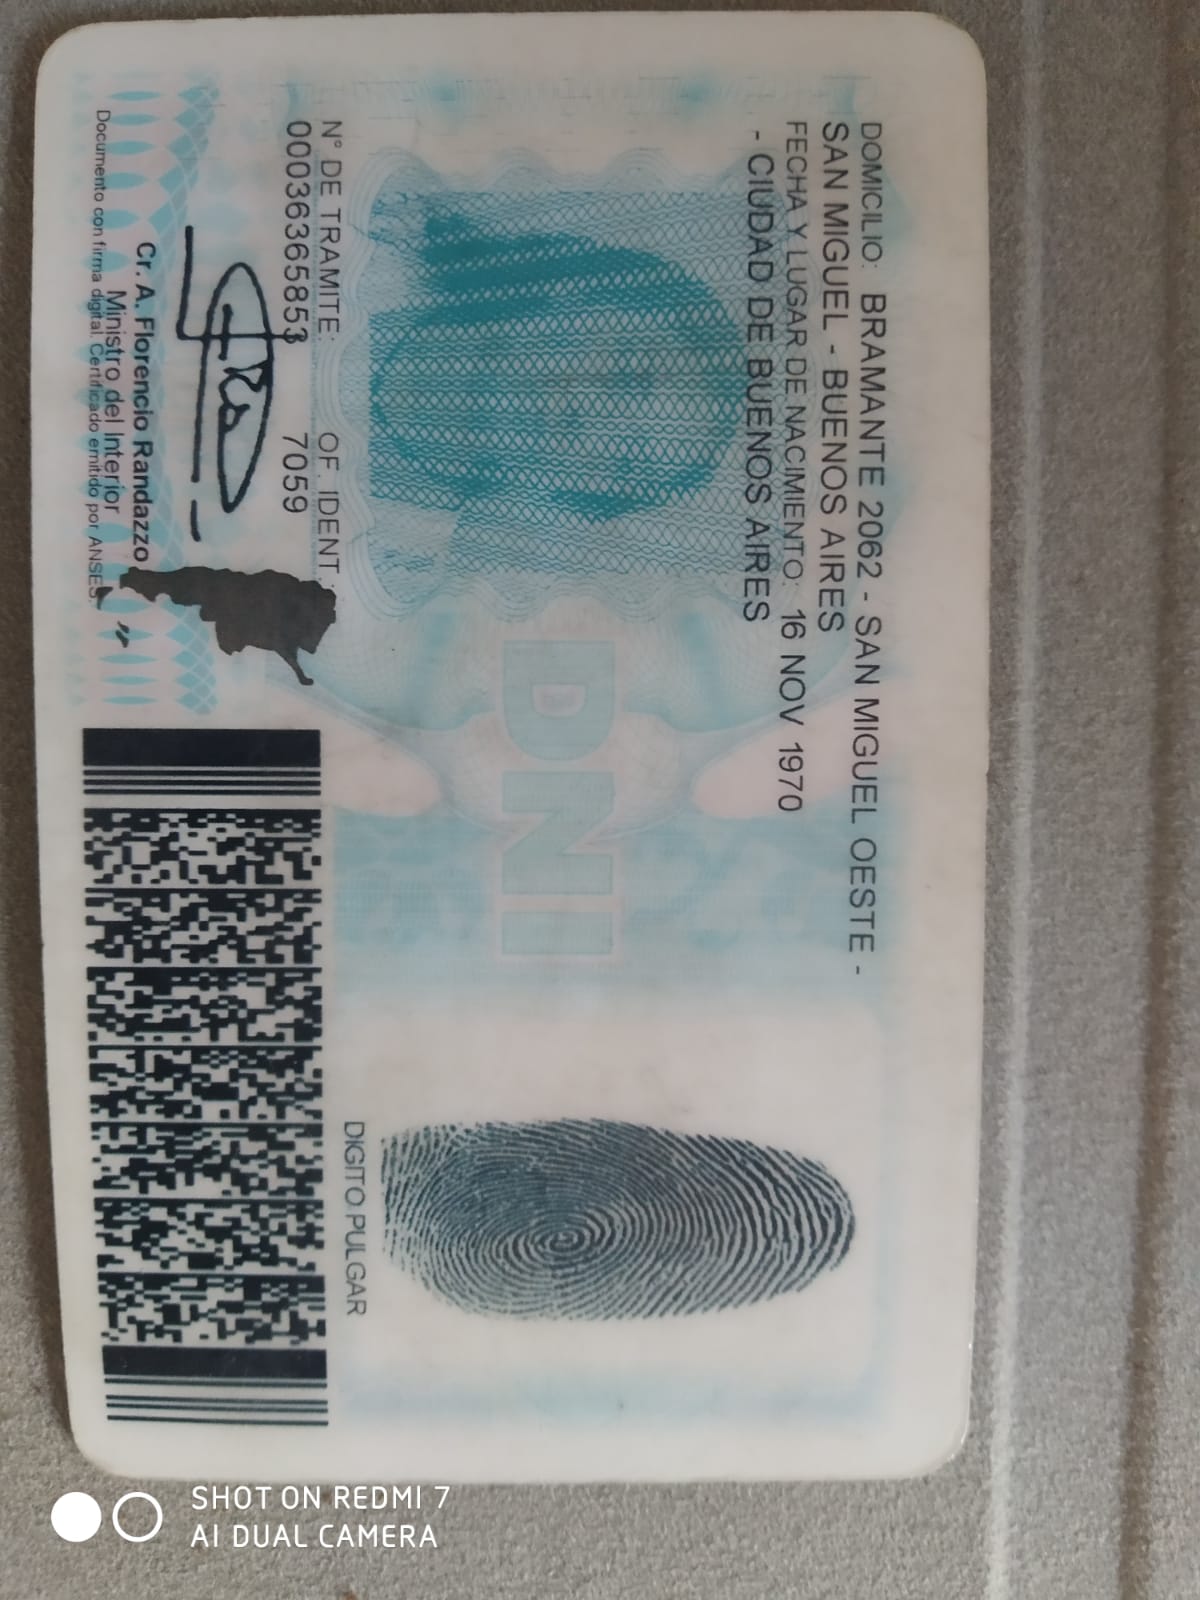 DOMICILIO: BRAMANTE 2062 - SAN MIGUEL OESTE -
SAN MIGUEL - BUENOS AIRES
FECHA Y LUGAR DE NACIMIENTO: 16 NOV 1970
- CIUDAD DE BUENOS AIRES
DNI
N° DE TRAMITE: OF. IDENT.:
00036365853 7059
Cr. A. Florencio Randazzo
Ministro del Interior
Documento con firma digital. Certificado emitido por ANSES.
DIGITO PULGAR
SHOT ON REDMI 7
AI DUAL CAMERA